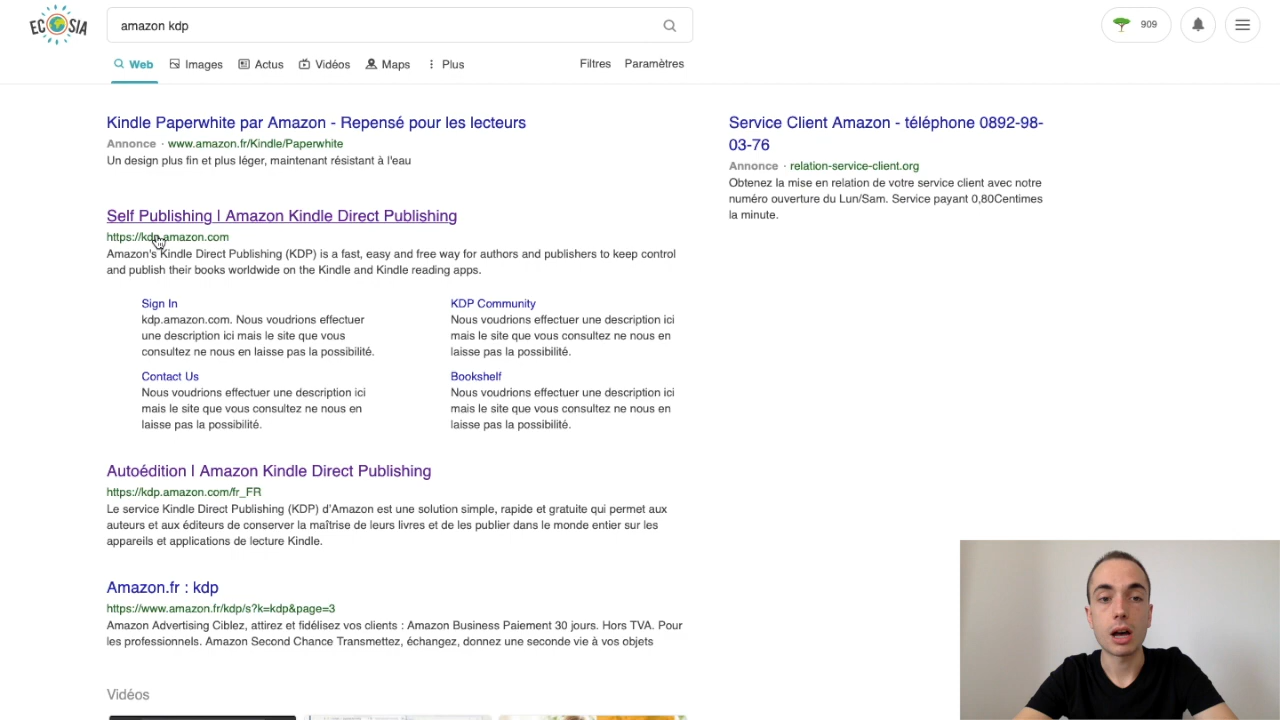 ECOSIA
amazon kdp
909
Web
Images
Actus
Vidéos
Maps
Plus
Filtres
Paramètres
Kindle Paperwhite par Amazon - Repensé pour les lecteurs
Annonce · www.amazon.fr/Kindle/Paperwhite
Un design plus fin et plus léger, maintenant résistant à l'eau
Self Publishing | Amazon Kindle Direct Publishing
https://kdp.amazon.com
Amazon's Kindle Direct Publishing (KDP) is a fast, easy and free way for authors and publishers to keep control
and publish their books worldwide on the Kindle and Kindle reading apps.
Sign In
kdp.amazon.com. Nous voudrions effectuer
une description ici mais le site que vous
consultez ne nous en laisse pas la possibilité.
KDP Community
Nous voudrions effectuer une description ici
mais le site que vous consultez ne nous en
laisse pas la possibilité.
Contact Us
Nous voudrions effectuer une description ici
mais le site que vous consultez ne nous en
laisse pas la possibilité.
Bookshelf
Nous voudrions effectuer une description ici
mais le site que vous consultez ne nous en
laisse pas la possibilité.
Autoédition | Amazon Kindle Direct Publishing
https://kdp.amazon.com/fr_FR
Le service Kindle Direct Publishing (KDP) d'Amazon est une solution simple, rapide et gratuite qui permet aux
auteurs et aux éditeurs de conserver la maîtrise de leurs livres et de les publier dans le monde entier sur les
appareils et applications de lecture Kindle.
Amazon.fr : kdp
https://www.amazon.fr/kdp/s?k=kdp&page=3
Amazon Advertising Ciblez, attirez et fidélisez vos clients : Amazon Business Paiement 30 jours. Hors TVA. Pour
les professionnels. Amazon Second Chance Transmettez, échangez, donnez une seconde vie à vos objets
Vidéos
Service Client Amazon - téléphone 0892-98-
03-76
Annonce · relation-service-client.org
Obtenez la mise en relation de votre service client avec notre
numéro ouverture du Lun/Sam. Service payant 0,80Centimes
la minute.